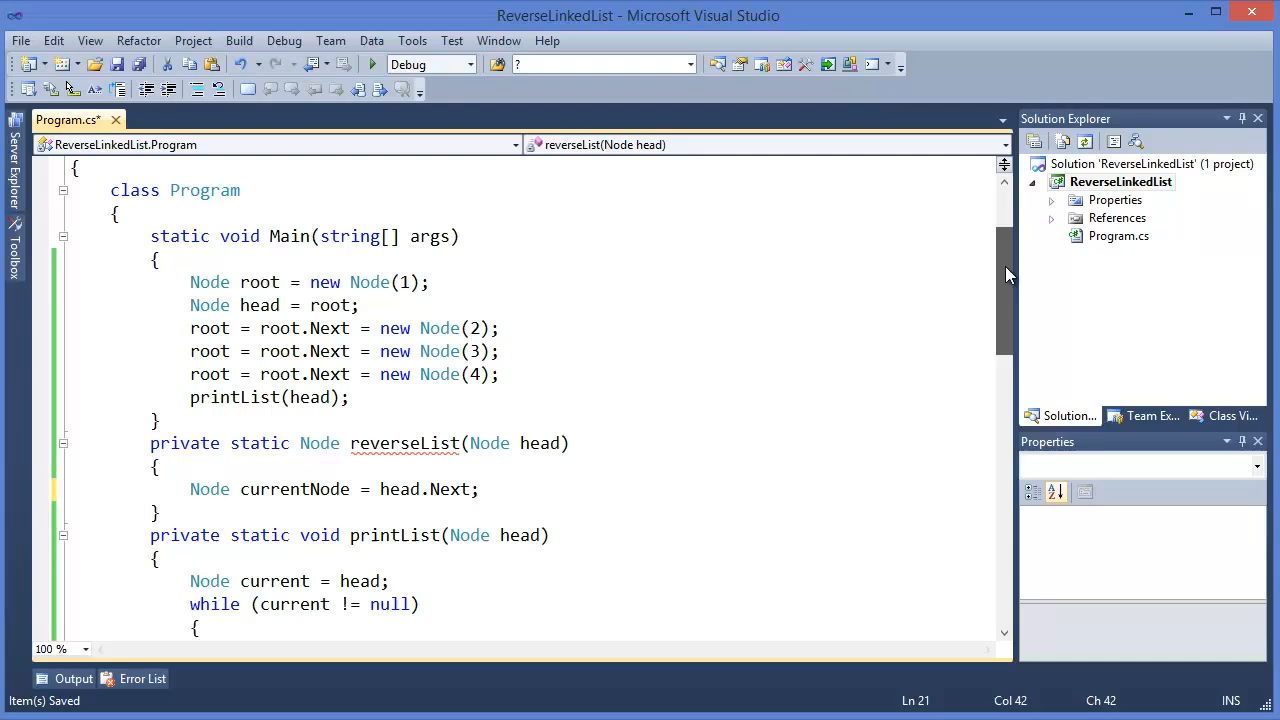 ReverseLinkedList - Microsoft Visual Studio
File Edit View Refactor Project Build Debug Team Data Tools Test Window Help
Debug ?
Program.cs*
ReverseLinkedList.Program reverseList(Node head)
Server Explorer
Toolbox
{
class Program
{
static void Main(string[] args)
{
Node root = new Node(1);
Node head = root;
root = root.Next = new Node(2);
root = root.Next = new Node(3);
root = root.Next = new Node(4);
printList(head);
}
private static Node reverseList(Node head)
{
Node currentNode = head.Next;
}
private static void printList(Node head)
{
Node current = head;
while (current != null)
{
100 %
Solution Explorer
Solution 'ReverseLinkedList' (1 project)
ReverseLinkedList
Properties
References
Program.cs
Solution... Team Ex... Class Vi...
Properties
Output Error List
Item(s) Saved Ln 21 Col 42 Ch 42 INS